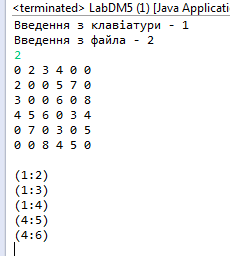 <terminated> LabDM5 (1) [Java Applicati
Введення з клавіатури - 1
Введення з файла - 2
2
0 2 3 4 0 0
2 0 0 5 7 0
3 0 0 6 0 8
4 5 6 0 3 4
0 7 0 3 0 5
0 0 8 4 5 0
(1:2)
(1:3)
(1:4)
(4:5)
(4:6)